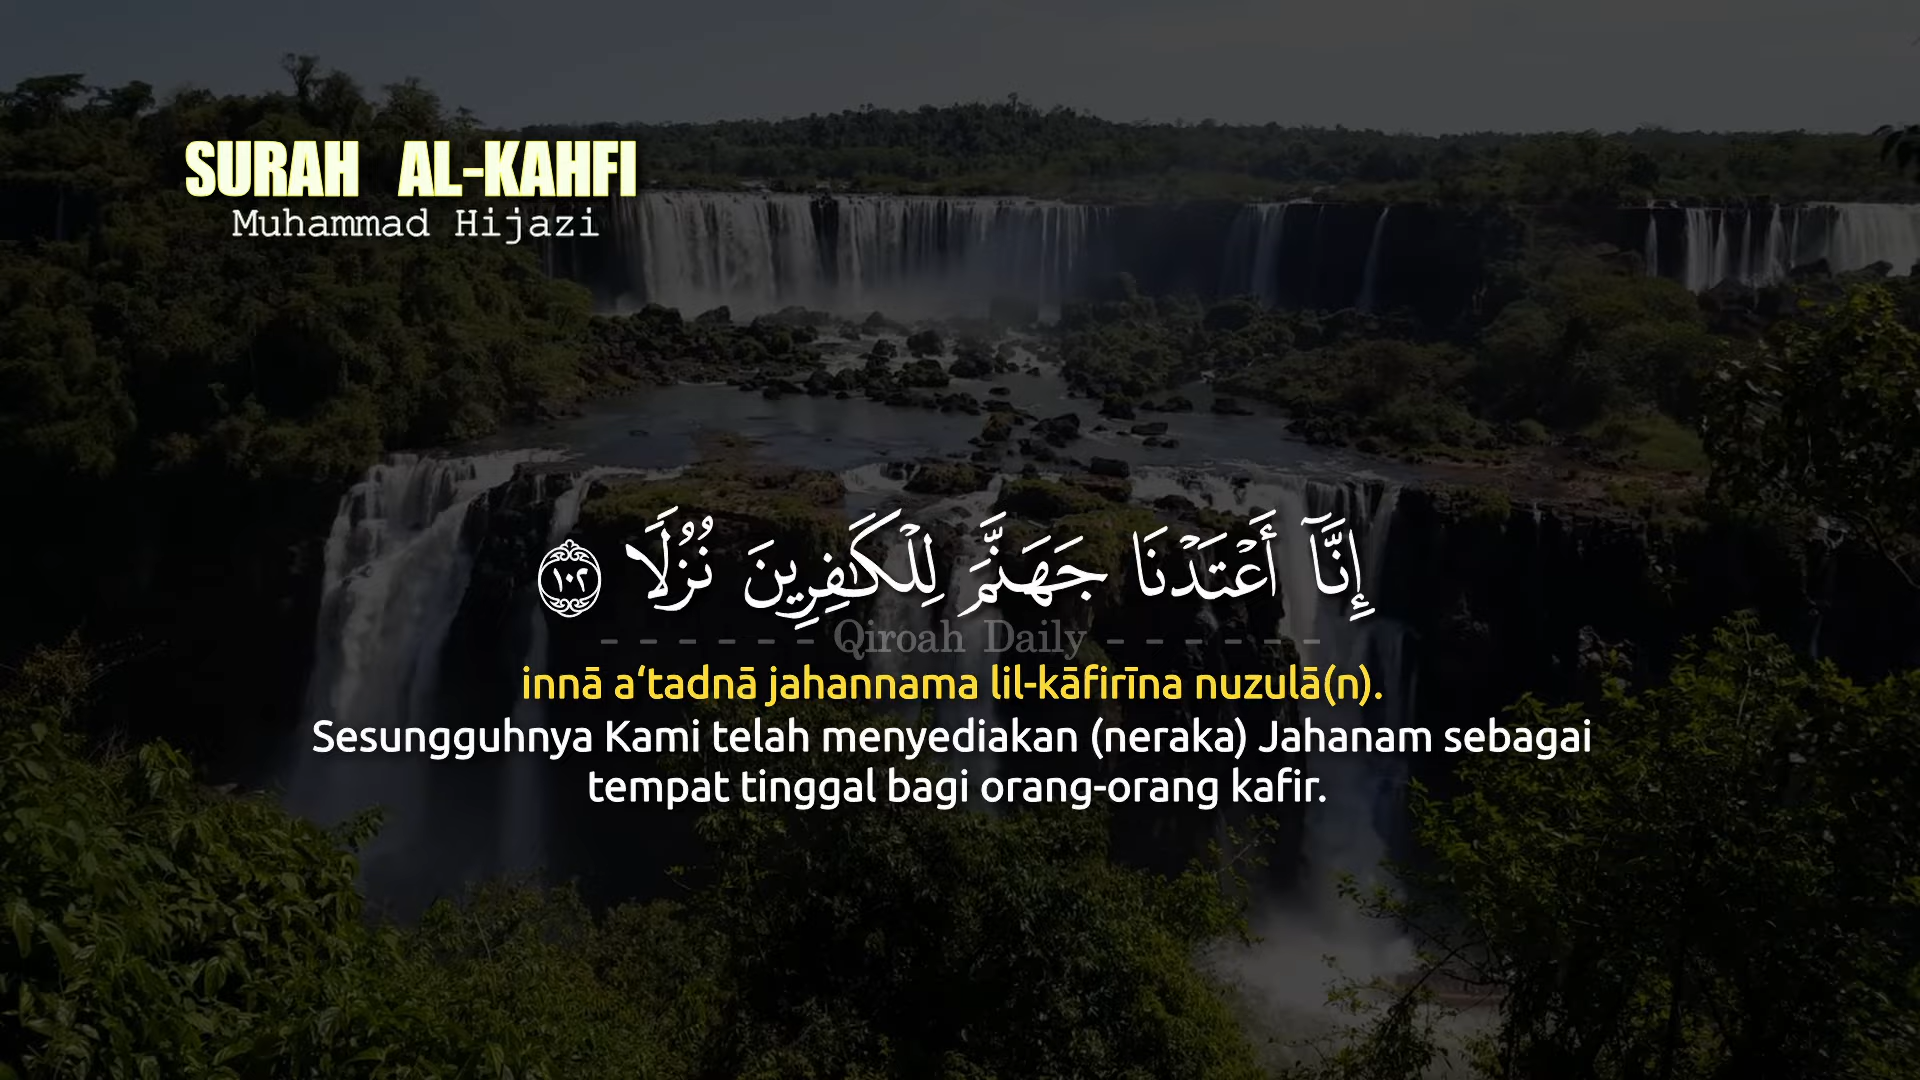 SURAH AL-KAHFI
Muhammad Hijazi
إِنَّآ أَعْتَدْنَا جَهَنَّمَ لِلْكَٰفِرِينَ نُزُلًا ١٠٢
- - - - - - Qiroah Daily - - - - - -
innā a‘tadnā jahannama lil-kāfirīna nuzulā(n).
Sesungguhnya Kami telah menyediakan (neraka) Jahanam sebagai
tempat tinggal bagi orang-orang kafir.